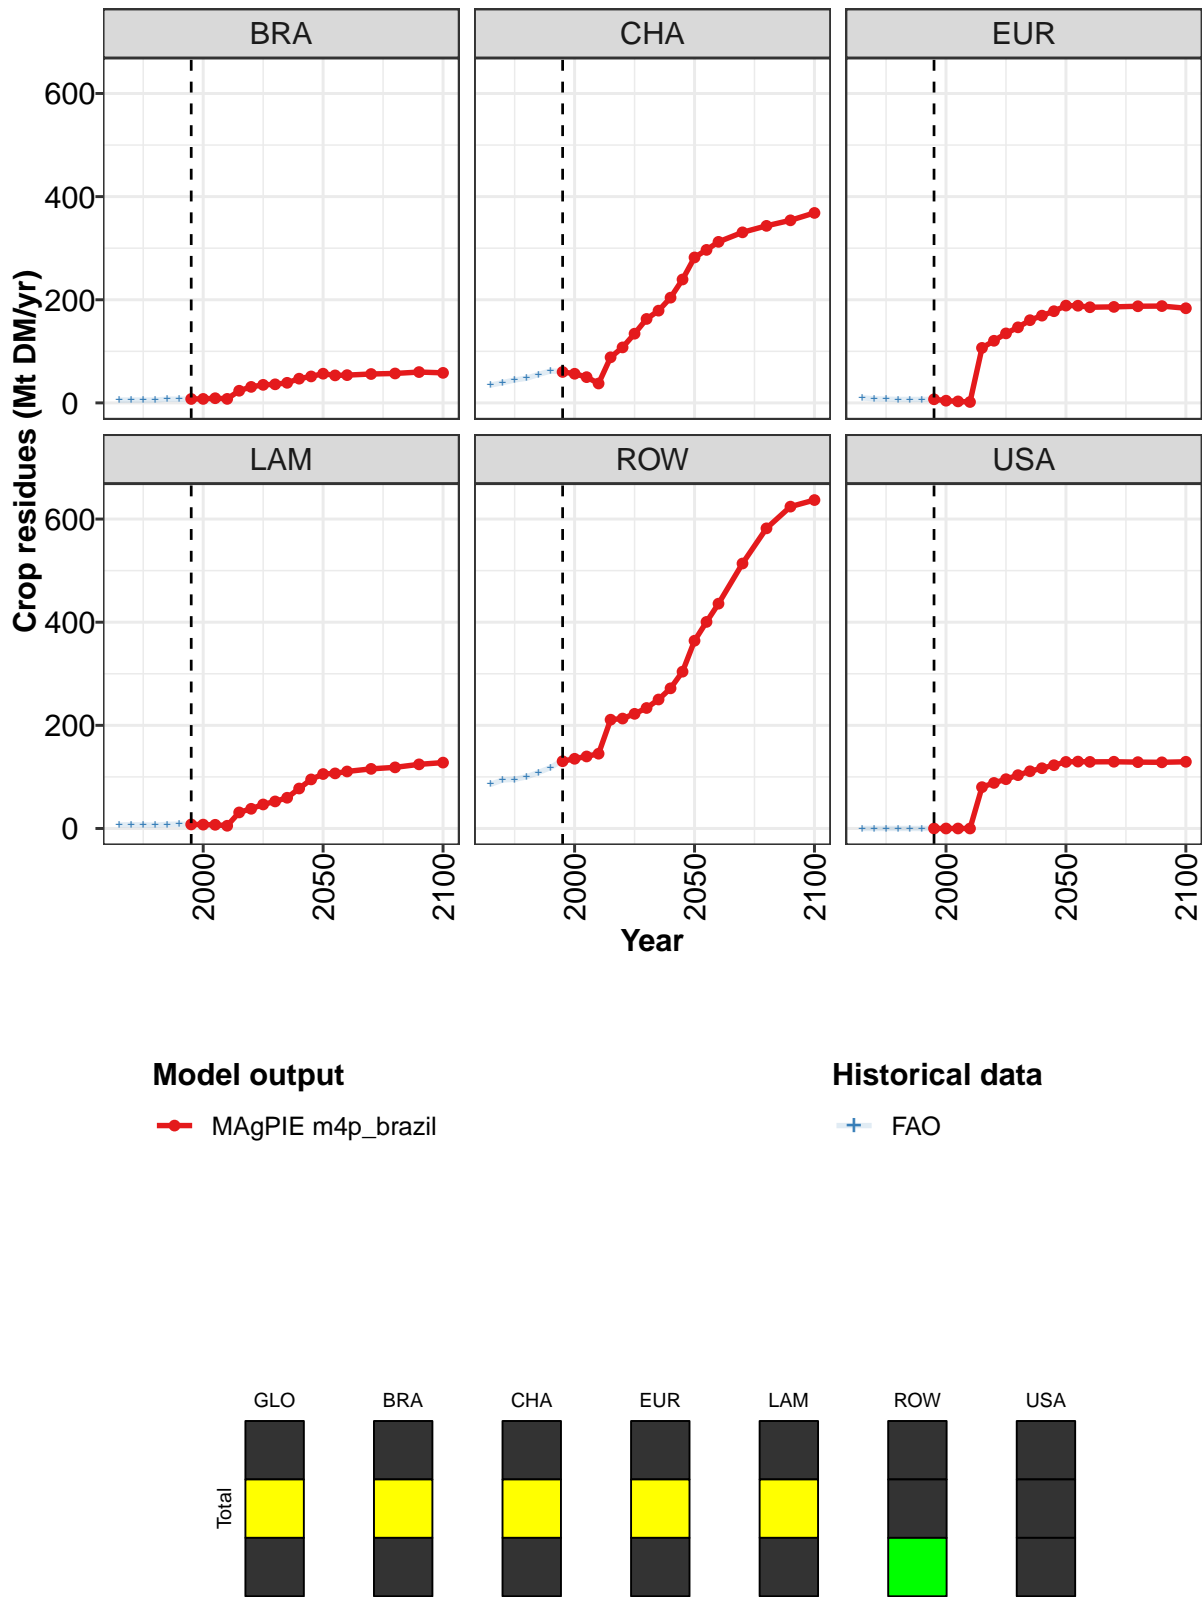 BRA CHA EUR
600
400
200
0
LAM ROW USA
600
400
200
0
Crop residues (Mt DM/yr)
2000 2050 2100 2000 2050 2100 2000 2050 2100
Year
Model output Historical data
MAgPIE m4p_brazil FAO
GLO BRA CHA EUR LAM ROW USA
Total